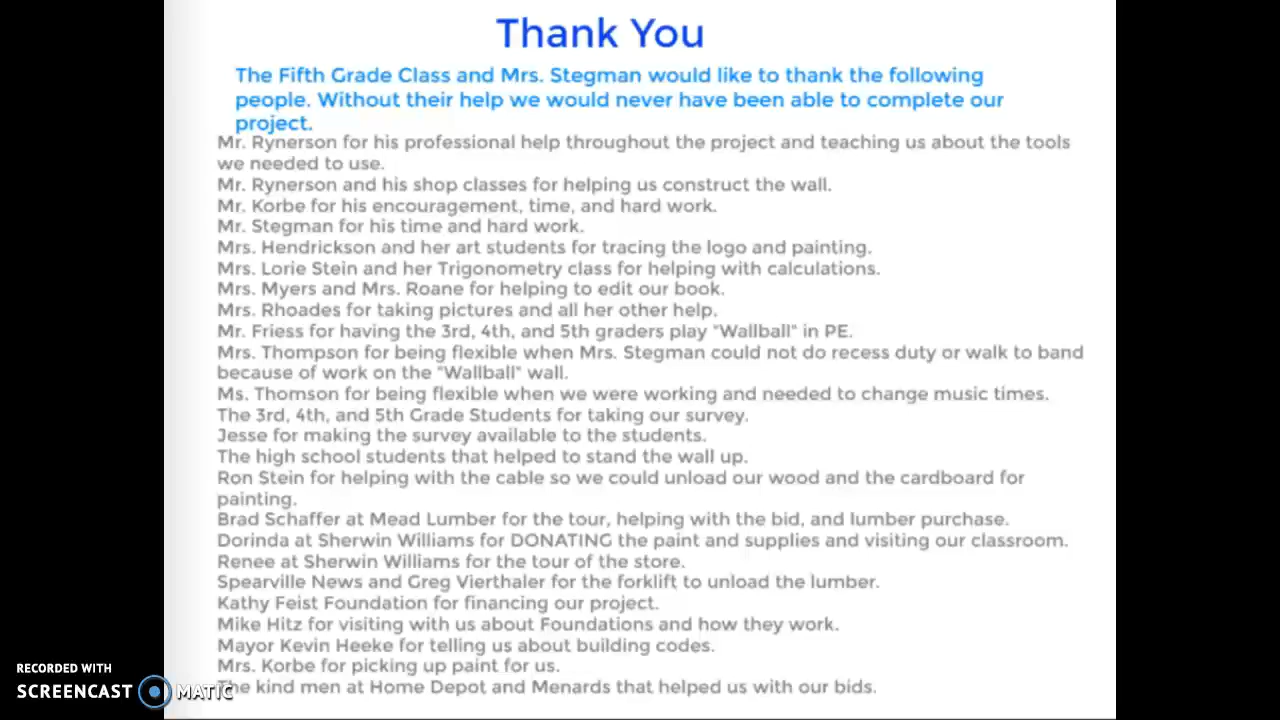 Thank You
The Fifth Grade Class and Mrs. Stegman would like to thank the following
people. Without their help we would never have been able to complete our
project.
Mr. Rynerson for his professional help throughout the project and teaching us about the tools
we needed to use.
Mr. Rynerson and his shop classes for helping us construct the wall.
Mr. Korbe for his encouragement, time, and hard work.
Mr. Stegman for his time and hard work.
Mrs. Hendrickson and her art students for tracing the logo and painting.
Mrs. Lorie Stein and her Trigonometry class for helping with calculations.
Mrs. Myers and Mrs. Roane for helping to edit our book.
Mrs. Rhoades for taking pictures and all her other help.
Mr. Friess for having the 3rd, 4th, and 5th graders play "Wallball" in PE.
Mrs. Thompson for being flexible when Mrs. Stegman could not do recess duty or walk to band
because of work on the "Wallball" wall.
Ms. Thomson for being flexible when we were working and needed to change music times.
The 3rd, 4th, and 5th Grade Students for taking our survey.
Jesse for making the survey available to the students.
The high school students that helped to stand the wall up.
Ron Stein for helping with the cable so we could unload our wood and the cardboard for
painting.
Brad Schaffer at Mead Lumber for the tour, helping with the bid, and lumber purchase.
Dorinda at Sherwin Williams for DONATING the paint and supplies and visiting our classroom.
Renee at Sherwin Williams for the tour of the store.
Spearville News and Greg Vierthaler for the forklift to unload the lumber.
Kathy Feist Foundation for financing our project.
Mike Hitz for visiting with us about Foundations and how they work.
Mayor Kevin Heeke for telling us about building codes.
Mrs. Korbe for picking up paint for us.
The kind men at Home Depot and Menards that helped us with our bids.
RECORDED WITH
SCREENCAST MATIC